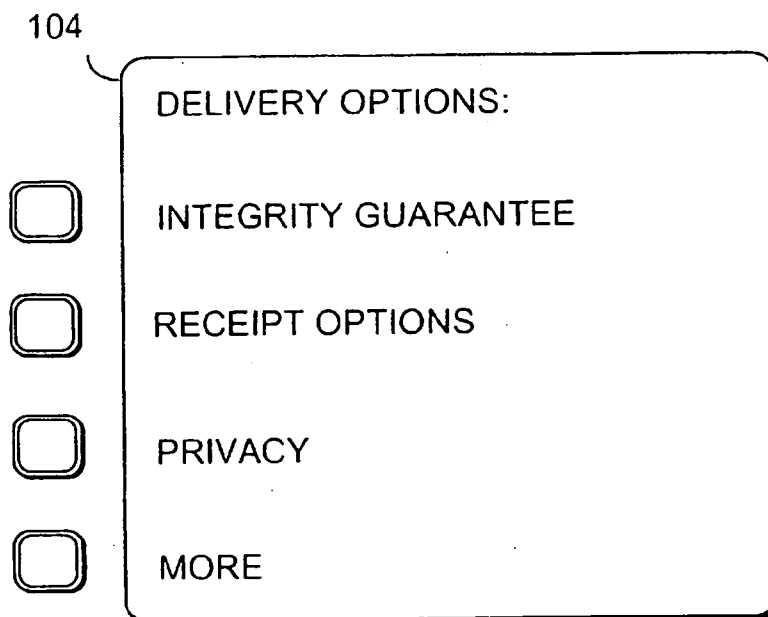 104
DELIVERY OPTIONS:
INTEGRITY GUARANTEE
RECEIPT OPTIONS
PRIVACY
MORE